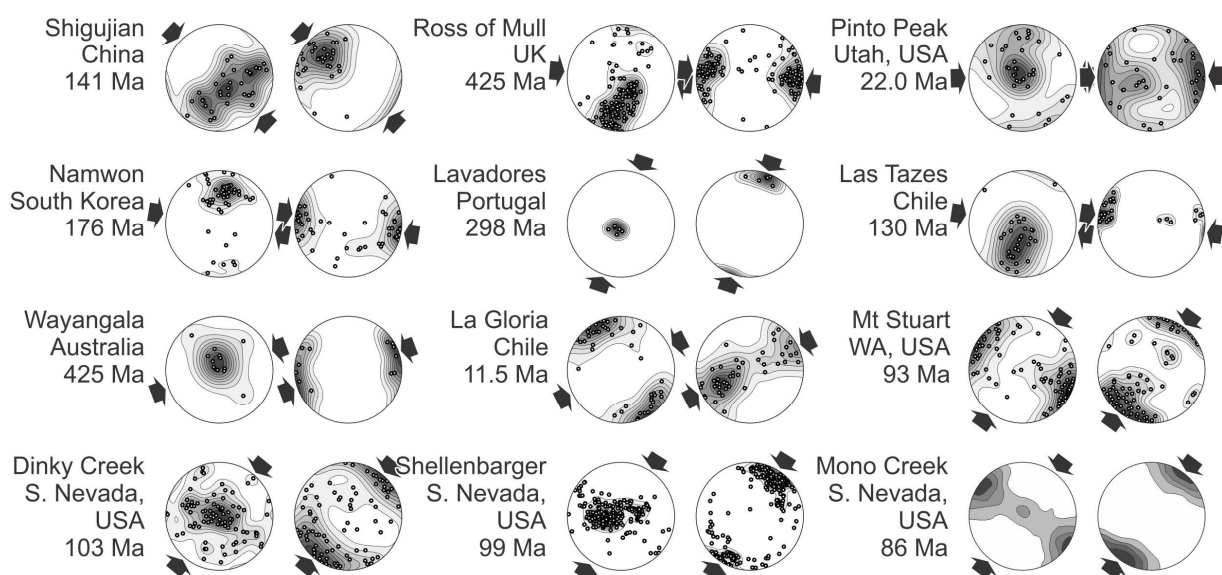 Shigujian
China
141 Ma
Ross of Mull
UK
425 Ma
Pinto Peak
Utah, USA
22.0 Ma
Namwon
South Korea
176 Ma
Lavadores
Portugal
298 Ma
Las Tazes
Chile
130 Ma
Wayangala
Australia
425 Ma
La Gloria
Chile
11.5 Ma
Mt Stuart
WA, USA
93 Ma
Dinky Creek
S. Nevada,
USA
103 Ma
Shellenbarger
S. Nevada,
USA
99 Ma
Mono Creek
S. Nevada,
USA
86 Ma